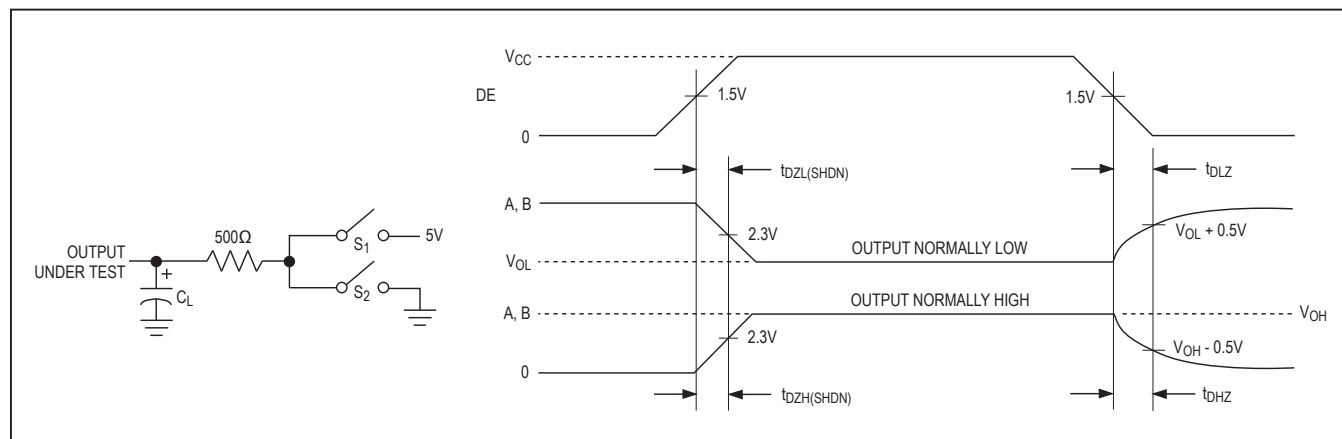 OUTPUT
UNDER TEST
+
C_L
500Ω
S_1
5V
S_2
V_CC
DE
1.5V
1.5V
0
t_DZL(SHDN)
t_DLZ
A, B
2.3V
V_OL + 0.5V
OUTPUT NORMALLY LOW
V_OL
OUTPUT NORMALLY HIGH
A, B
V_OH
2.3V
V_OH - 0.5V
0
t_DZH(SHDN)
t_DHZ